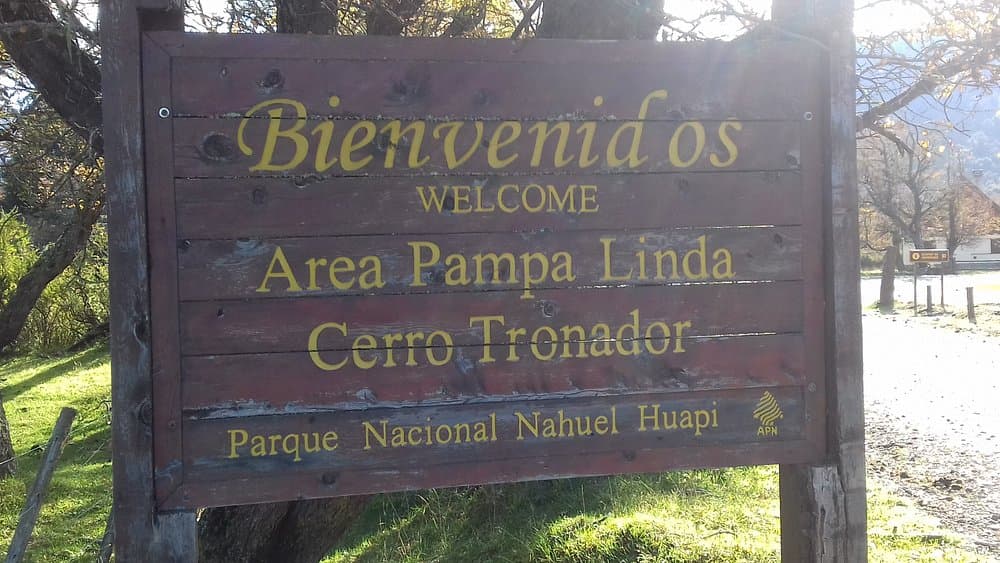 Bienvenidos
WELCOME
Area Pampa Linda
Cerro Tronador
Parque Nacional Nahuel Huapi
APN